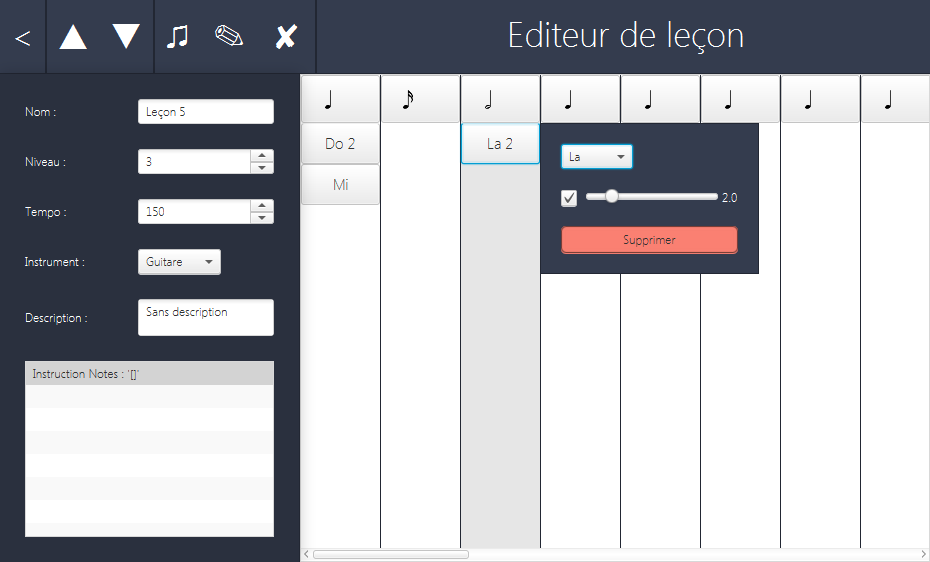 < Editeur de leçon
Nom : Leçon 5
Niveau : 3
Tempo : 150
Instrument : Guitare
Description : Sans description
Instruction Notes : '[]'
Do 2 La 2
Mi
La
2.0
Supprimer